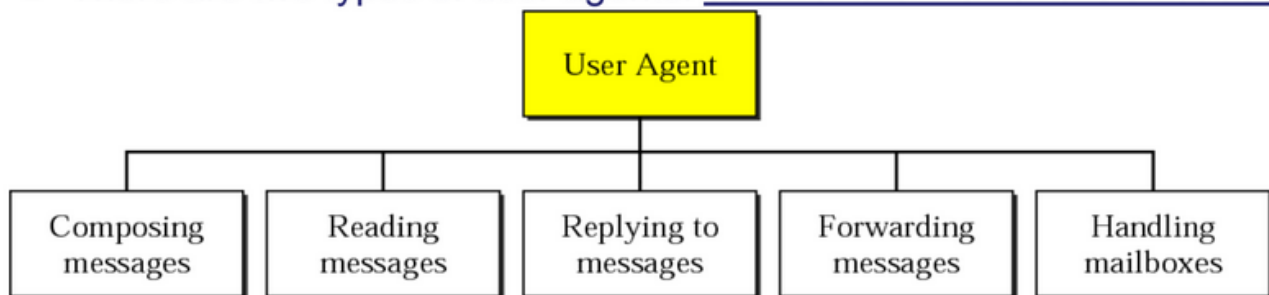 User Agent
Composing
messages
Reading
messages
Replying to
messages
Forwarding
messages
Handling
mailboxes